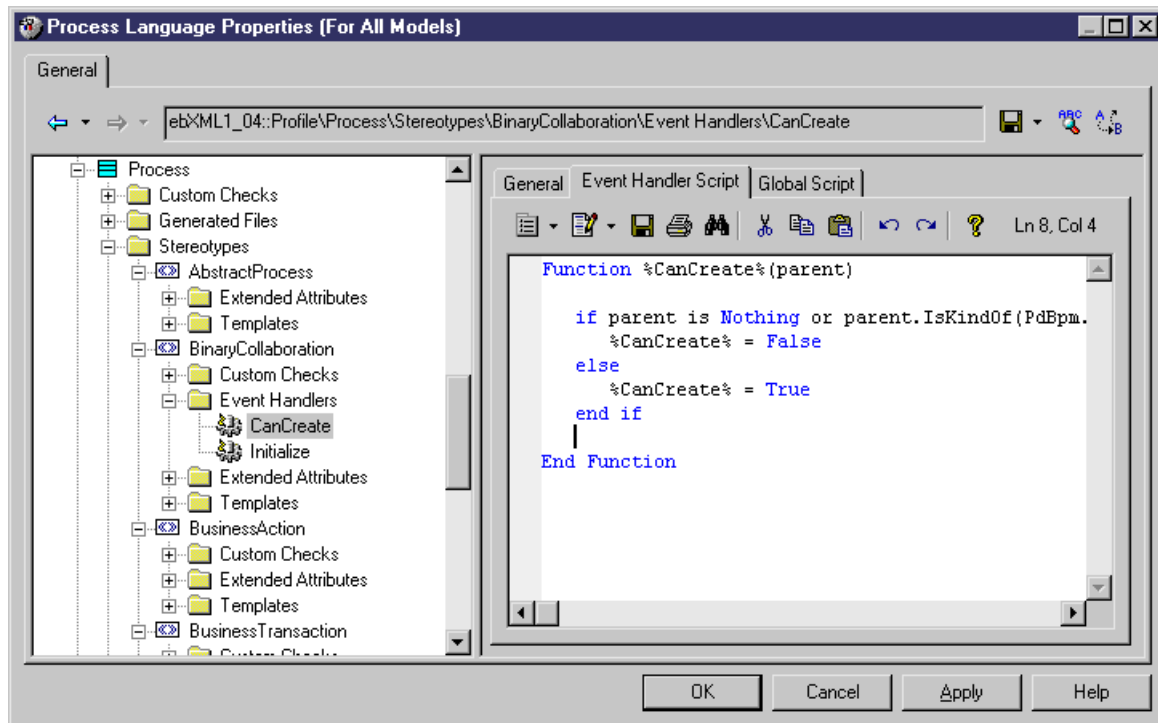 Process Language Properties (For All Models)
General
ebXML1_04::Profile\Process\Stereotypes\BinaryCollaboration\Event Handlers\CanCreate
ABC
A
B
Process
Custom Checks
Generated Files
Stereotypes
AbstractProcess
Extended Attributes
Templates
BinaryCollaboration
Custom Checks
Event Handlers
CanCreate
Initialize
Extended Attributes
Templates
BusinessAction
Custom Checks
Extended Attributes
Templates
BusinessTransaction
Custom Checks
General
Event Handler Script
Global Script
Ln 8, Col 4
Function %CanCreate%(parent)
if parent is Nothing or parent.IsKindOf(PdBpm.
%CanCreate% = False
else
%CanCreate% = True
end if
End Function
OK
Cancel
Apply
Help